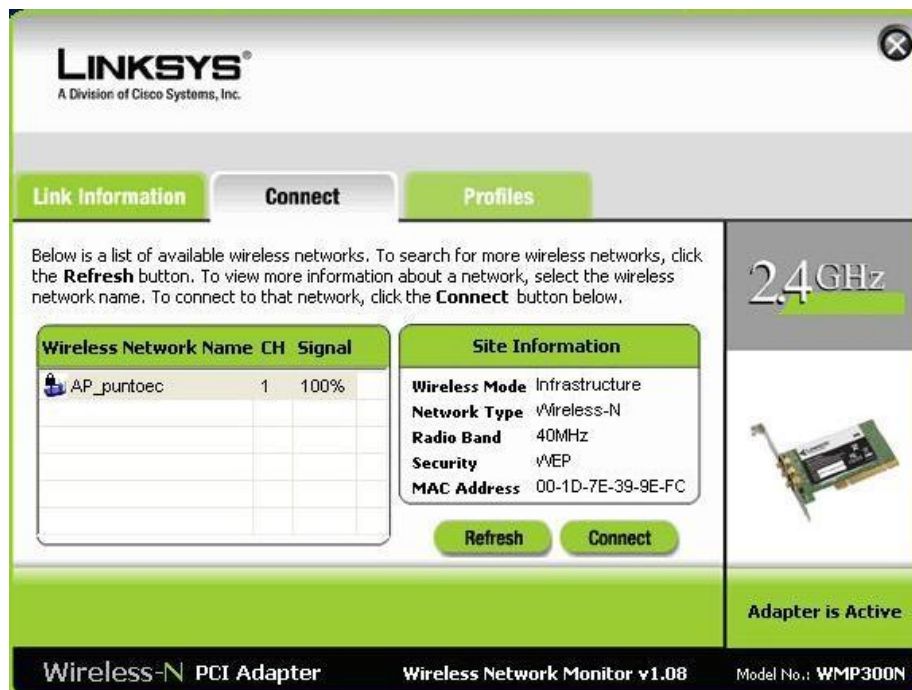 LINKSYS®
A Division of Cisco Systems, Inc.
Link Information Connect Profiles
Below is a list of available wireless networks. To search for more wireless networks, click
the Refresh button. To view more information about a network, select the wireless
network name. To connect to that network, click the Connect button below.
2.4 GHz
Wireless Network Name CH Signal
AP_puntoec 1 100%
Site Information
Wireless Mode Infrastructure
Network Type Wireless-N
Radio Band 40MHz
Security WEP
MAC Address 00-1D-7E-39-9E-FC
Refresh Connect
Adapter is Active
Wireless-N PCI Adapter Wireless Network Monitor v1.08 Model No.: WMP300N